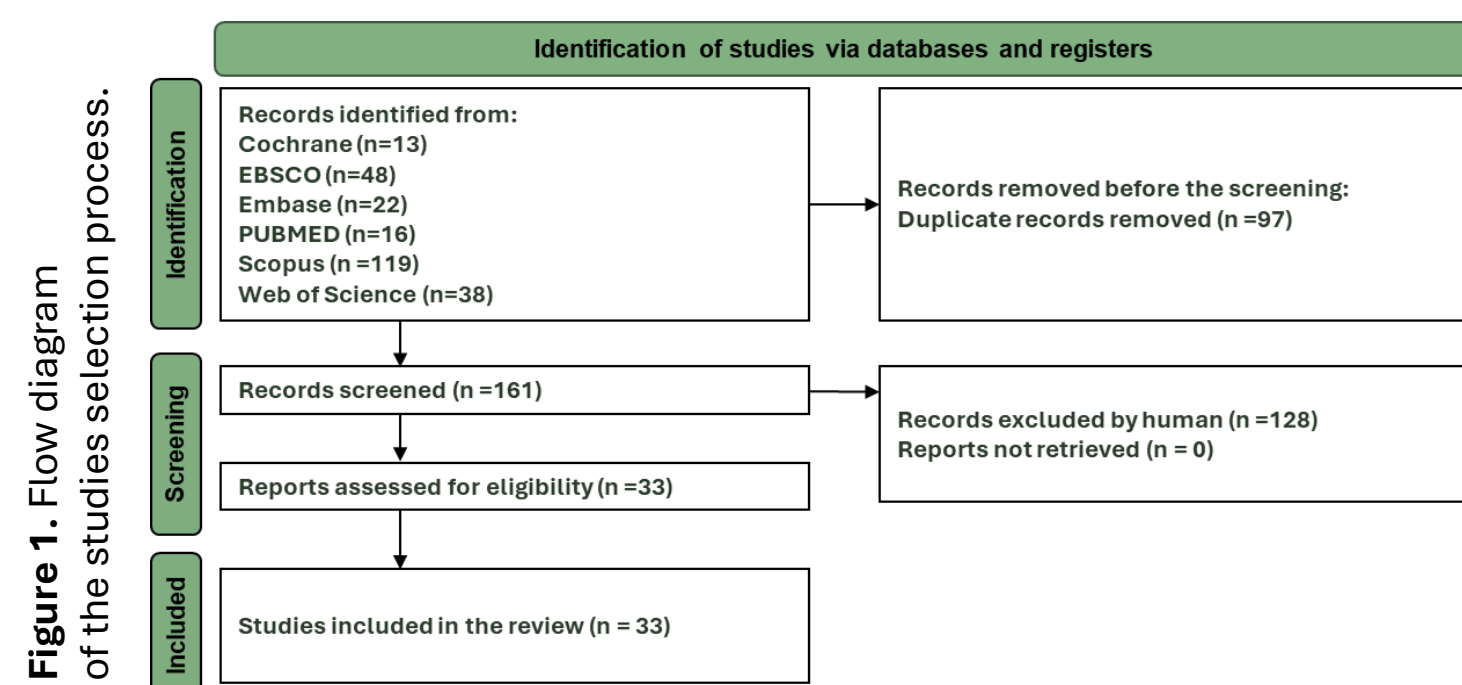 Identification of studies via databases and registers
Identification
Records identified from:
Cochrane (n=13)
EBSCO (n=48)
Embase (n=22)
PUBMED (n=16)
Scopus (n =119)
Web of Science (n=38)
Records removed before the screening:
Duplicate records removed (n =97)
Screening
Records screened (n =161)
Records excluded by human (n =128)
Reports not retrieved (n = 0)
Reports assessed for eligibility (n =33)
Included
Studies included in the review (n = 33)
Figure 1. Flow diagram
of the studies selection process.